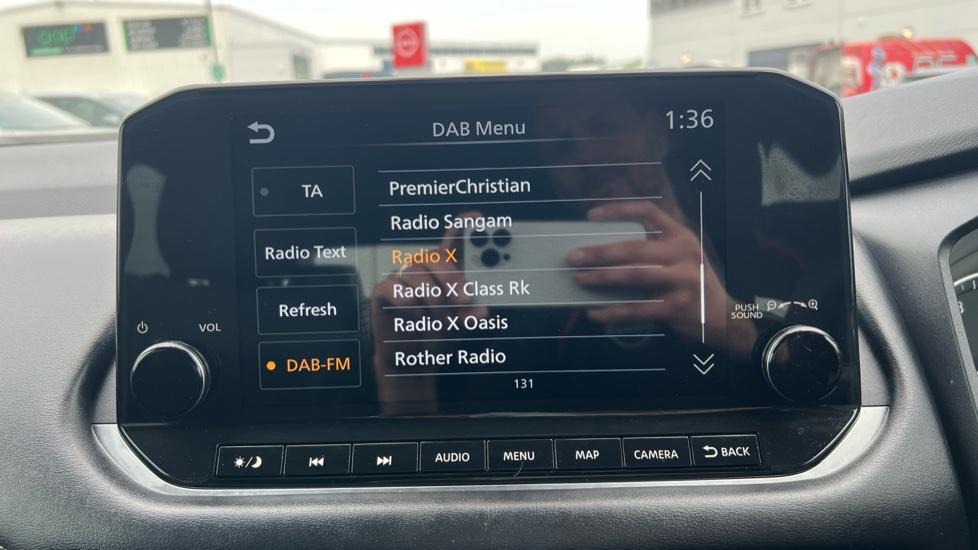 DAB Menu
1:36
TA
Radio Text
Refresh
DAB-FM
PremierChristian
Radio Sangam
Radio X
Radio X Class Rk
Radio X Oasis
Rother Radio
131
VOL
PUSH
SOUND
AUDIO
MENU
MAP
CAMERA
BACK